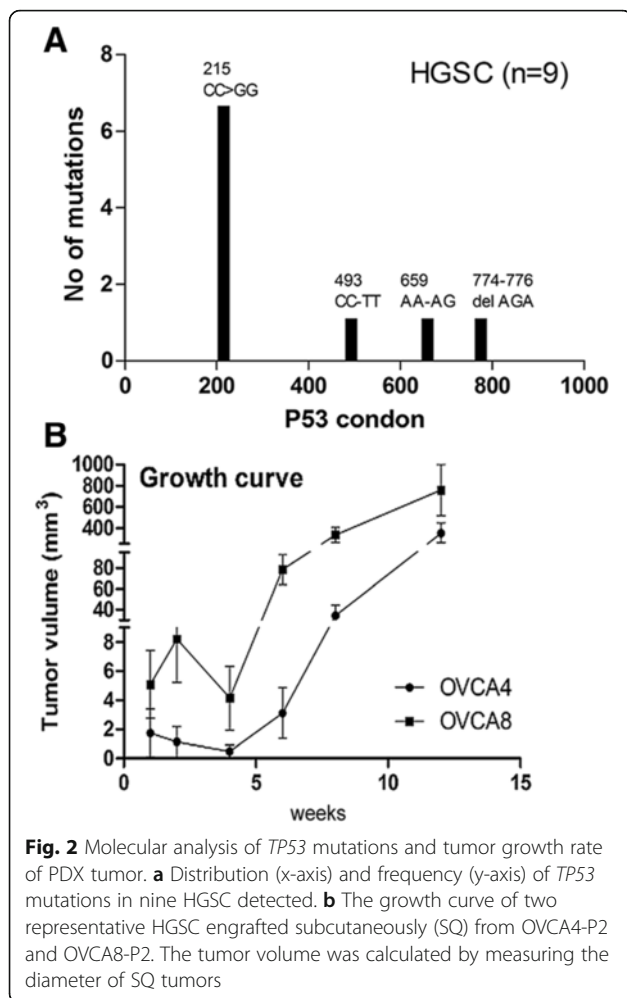 A
8
6
4
2
0
No of mutations
HGSC (n=9)
215
CC>GG
493
CC-TT
659
AA-AG
774-776
del AGA
0
200
400
600
800
1000
P53 condon
B
Growth curve
1000
800
600
400
80
60
40
8
6
4
2
0
Tumor vulume (mm³)
OVCA4
OVCA8
0
5
10
15
weeks
Fig. 2 Molecular analysis of TP53 mutations and tumor growth rate
of PDX tumor. a Distribution (x-axis) and frequency (y-axis) of TP53
mutations in nine HGSC detected. b The growth curve of two
representative HGSC engrafted subcutaneously (SQ) from OVCA4-P2
and OVCA8-P2. The tumor volume was calculated by measuring the
diameter of SQ tumors